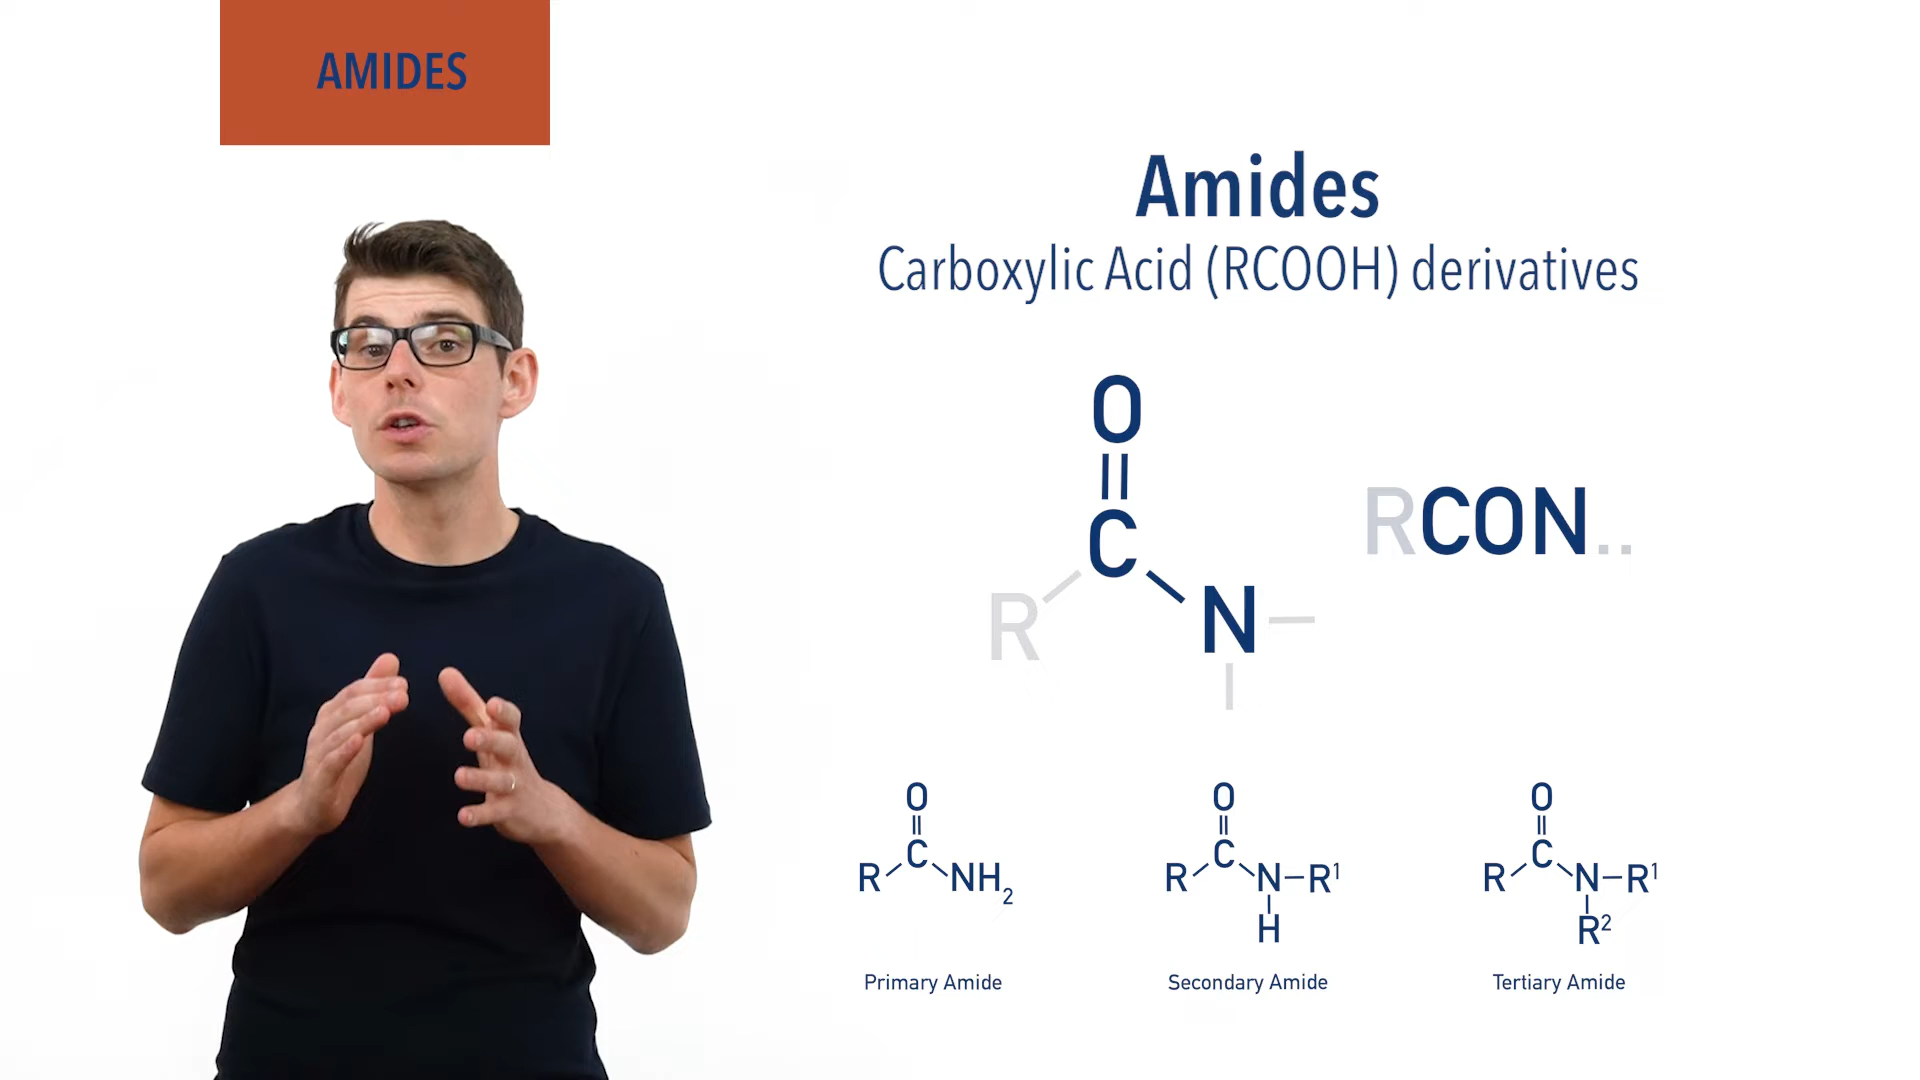 AMIDES
Amides
Carboxylic Acid (RCOOH) derivatives
O
C
R
N
RCON..
O
C
R
NH₂
Primary Amide
O
C
R
N
R¹
H
Secondary Amide
O
C
R
N
R¹
R²
Tertiary Amide